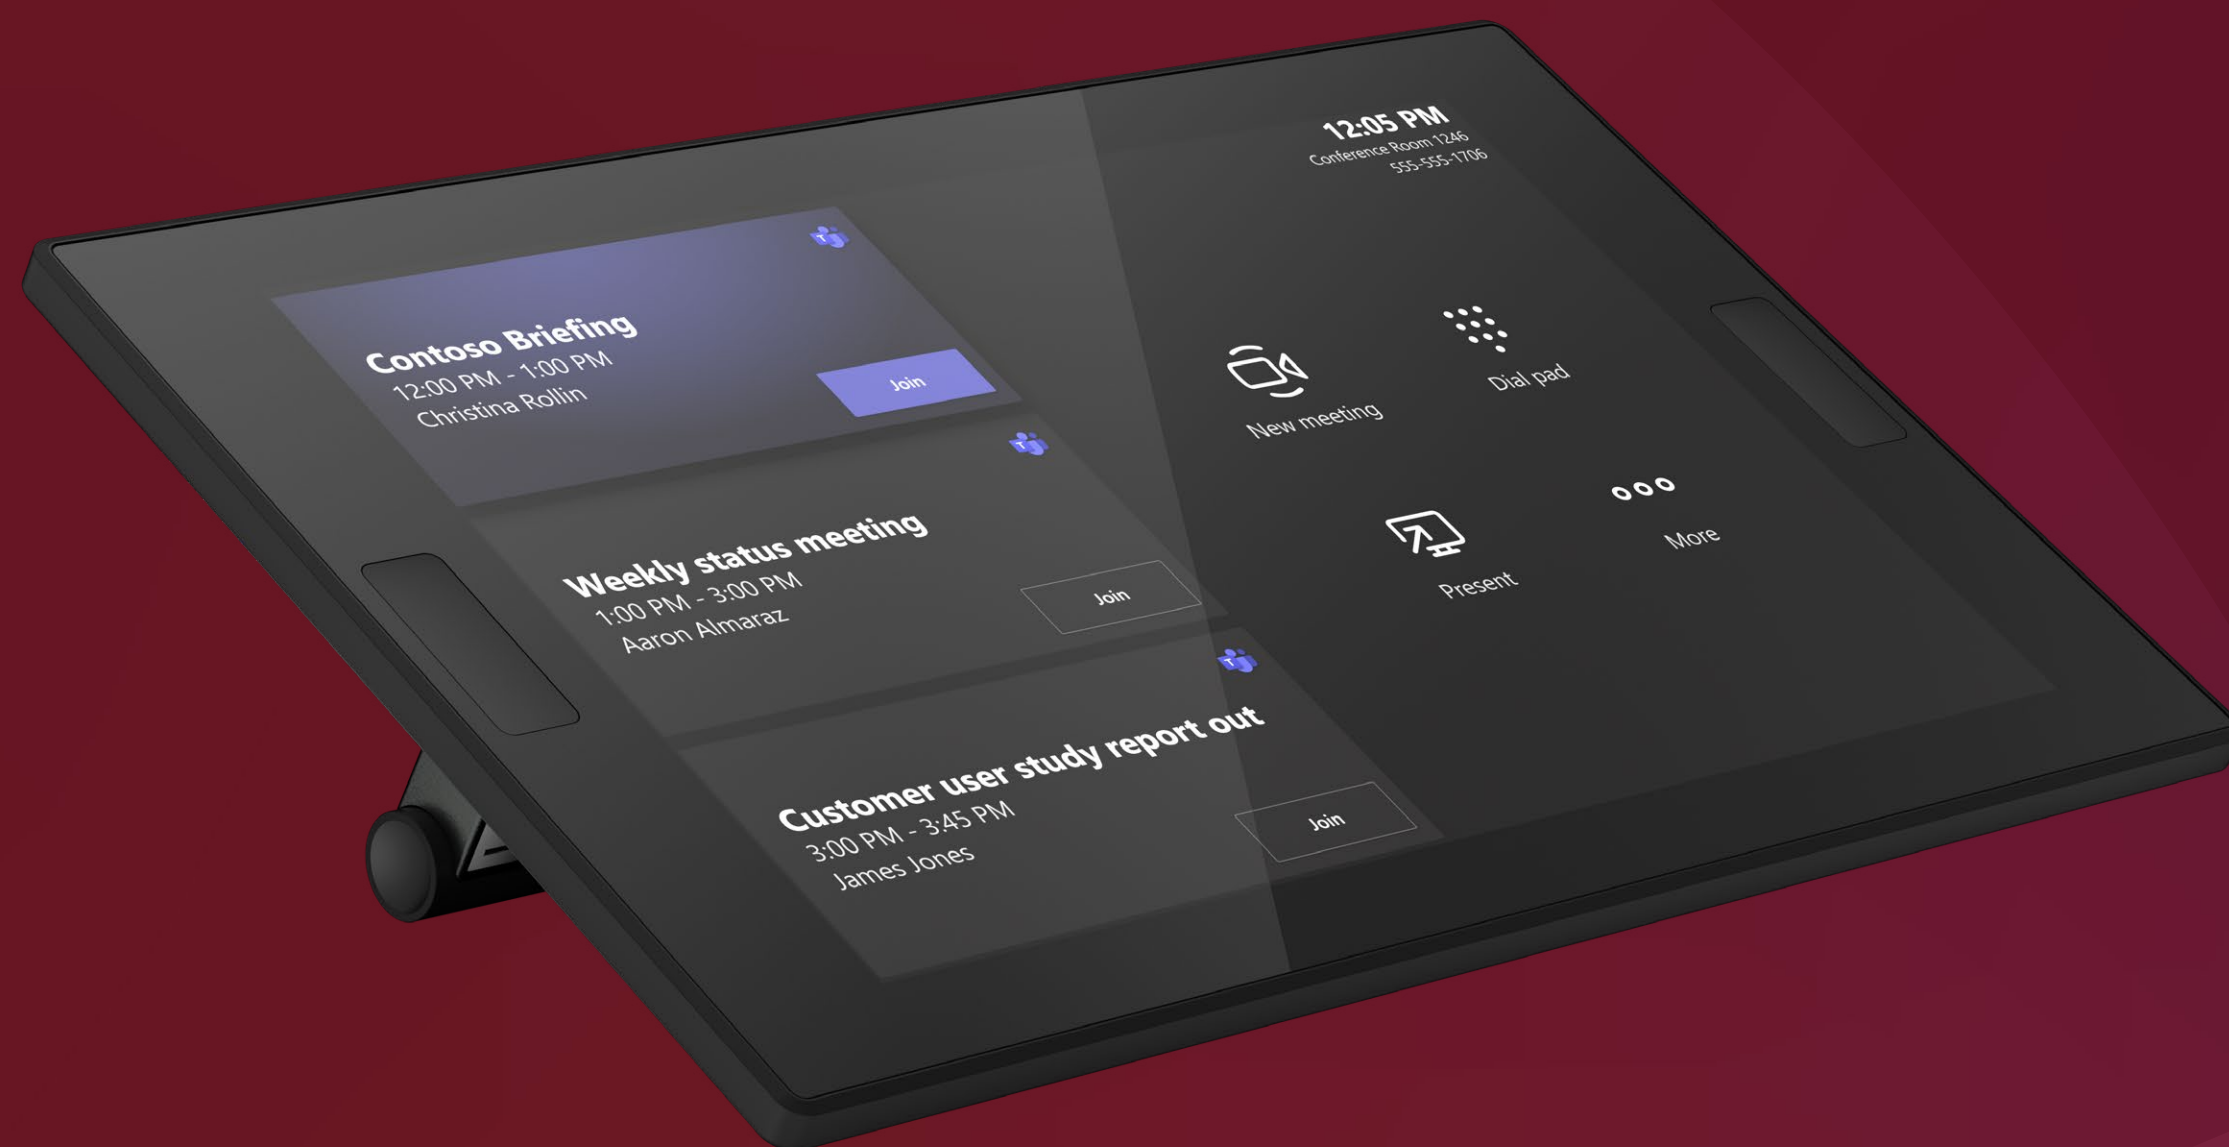 12:05 PM
Conference Room 1246
555-555-1706
Contoso Briefing
12:00 PM - 1:00 PM
Christina Rollin
Join
Weekly status meeting
1:00 PM - 3:00 PM
Aaron Almaraz
Join
Customer user study report out
3:00 PM - 3:45 PM
James Jones
Join
New meeting
Dial pad
Present
More